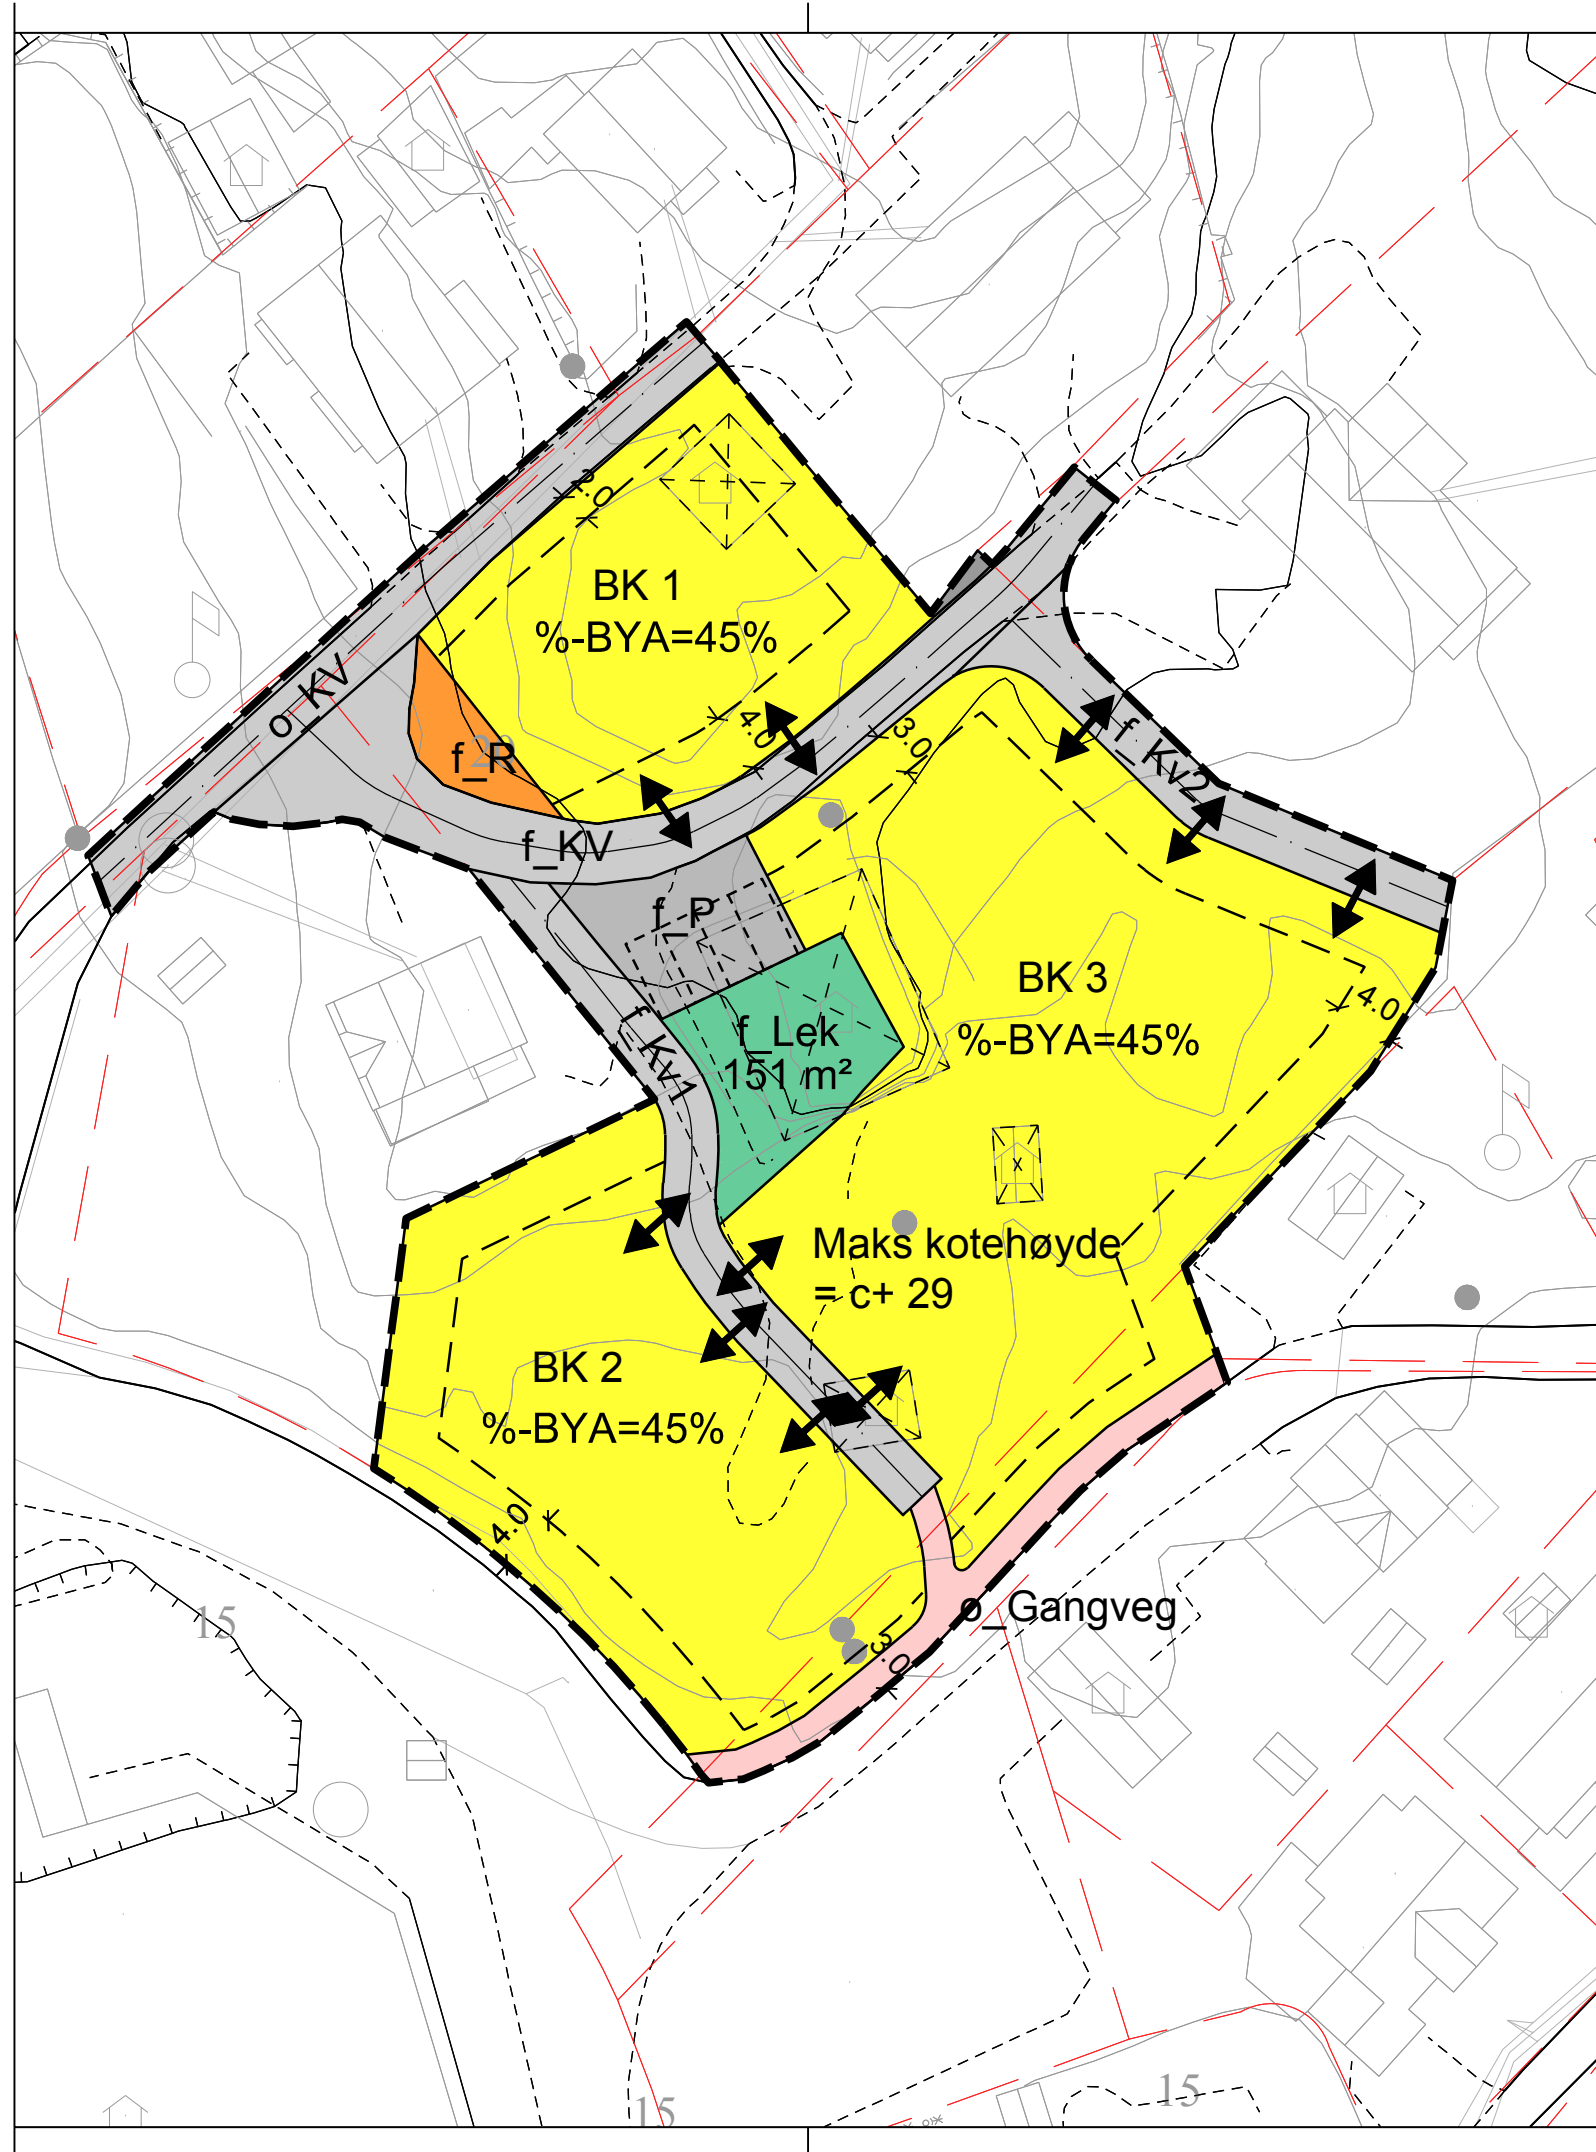 2.0
BK 1
%-BYA=45%
o_KV
4.0
3.0
f_Kv2
20
f_R
f_KV
f_P
BK 3
%-BYA=45%
4.0
f_Kv1
f_Lek
151 m²
Maks kotehøyde
= c+ 29
BK 2
%-BYA=45%
4.0
o_Gangveg
15
3.0
15
15